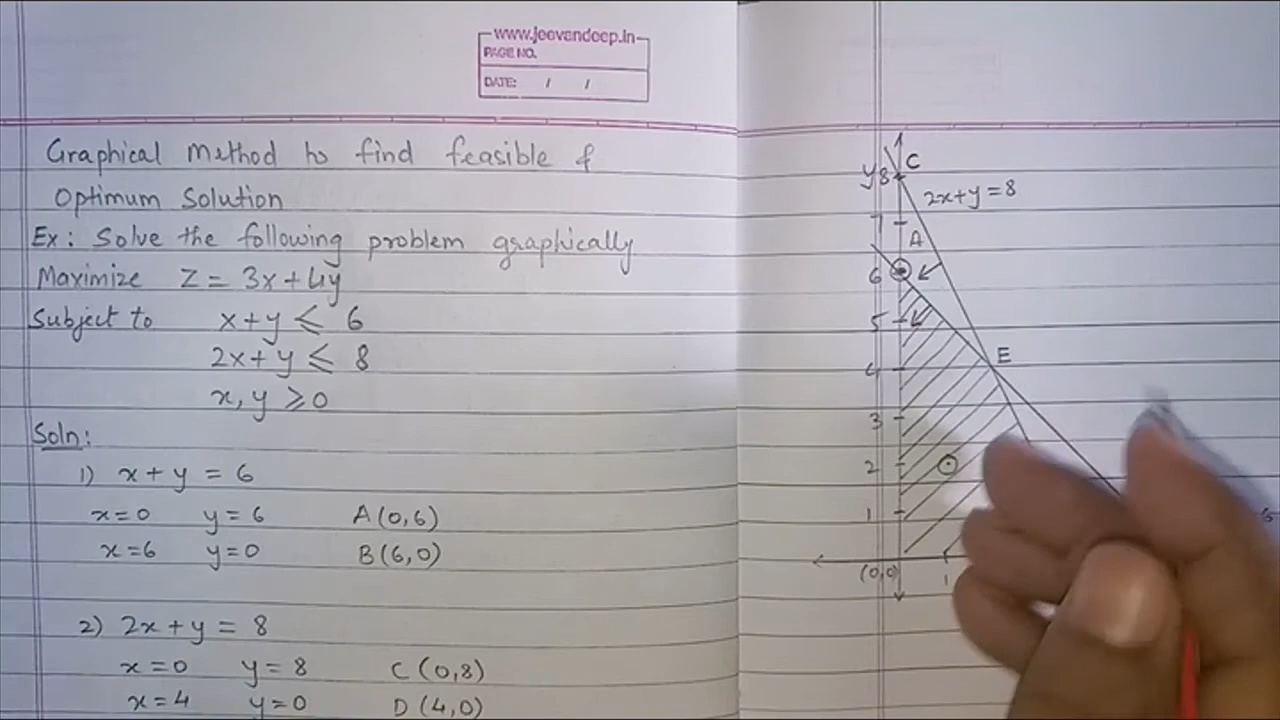 www.jeevandeep.in
PAGE NO.
DATE: / /
Graphical Method to find feasible &
Optimum Solution
Ex: Solve the following problem graphically
Maximize Z = 3x+4y
Subject to x+y ⩽ 6
2x+y ⩽ 8
x, y ⩾ 0
Soln:
1) x+y = 6
x=0 y=6 A(0,6)
x=6 y=0 B(6,0)
2) 2x+y = 8
x=0 y=8 C(0,8)
x=4 y=0 D(4,0)
y 8 C
2x+y=8
7
A
6
5
E
4
3
2
1
(0,0) 1